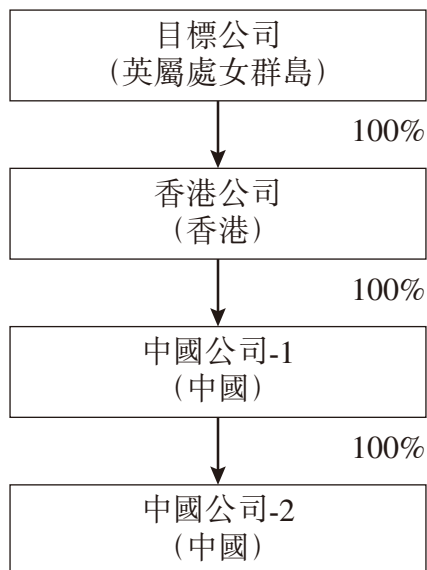 目標公司
（英屬處女群島）
100%
香港公司
（香港）
100%
中國公司-1
（中國）
100%
中國公司-2
（中國）